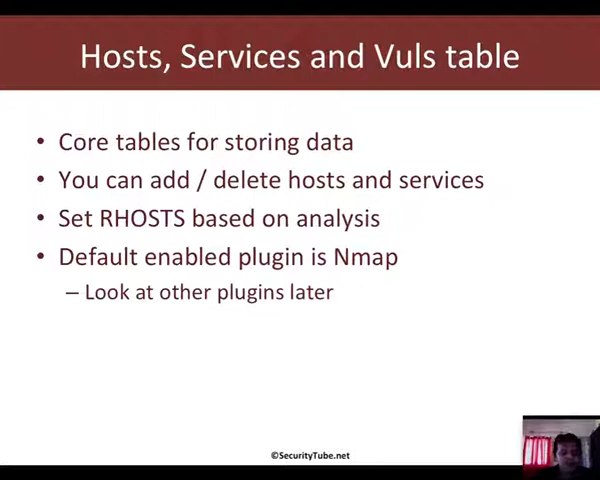 Hosts, Services and Vuls table
• Core tables for storing data
• You can add / delete hosts and services
• Set RHOSTS based on analysis
• Default enabled plugin is Nmap
– Look at other plugins later
©SecurityTube.net